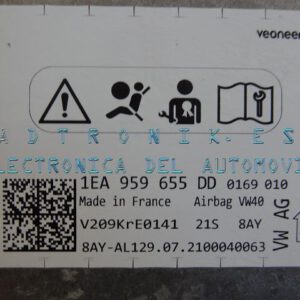 veoneer
ADTRONIK.ES
ELECTRONICA DEL AUTOMOVI
1EA 959 655 DD 0169 010
Made in France Airbag VW40
V209KrE0141 21S 8AY
8AY-AL129.07.2100040063
VW AG